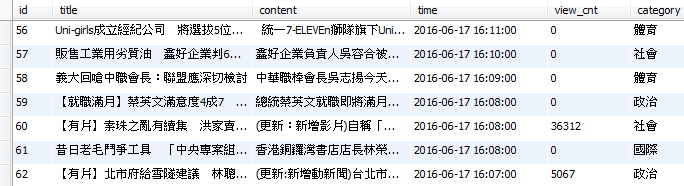 id title content time view_cnt category
56 Uni-girls成立經紀公司 將選拔5位... 統一7-ELEVEn獅隊旗下Uni... 2016-06-17 16:11:00 0 體育
57 販售工業用劣質油 鑫好企業判6... 鑫好企業負責人吳容合被... 2016-06-17 16:10:00 0 社會
58 義大回嗆中職會長：聯盟應深切檢討 中華職棒會長吳志揚今天... 2016-06-17 16:09:00 0 體育
59 【就職滿月】蔡英文滿意度4成7 ... 總統蔡英文就職即將滿月... 2016-06-17 16:08:00 0 政治
60 【有片】索珠之亂有續集 洪家賣... (更新：新增影片)自稱「... 2016-06-17 16:08:00 36312 社會
61 昔日老毛鬥爭工具 「中央專案組... 香港銅鑼灣書店店長林榮... 2016-06-17 16:08:00 0 國際
62 【有片】北市府給雪隧建議 林聰... (更新:新增動新聞)台北市... 2016-06-17 16:07:00 5067 政治